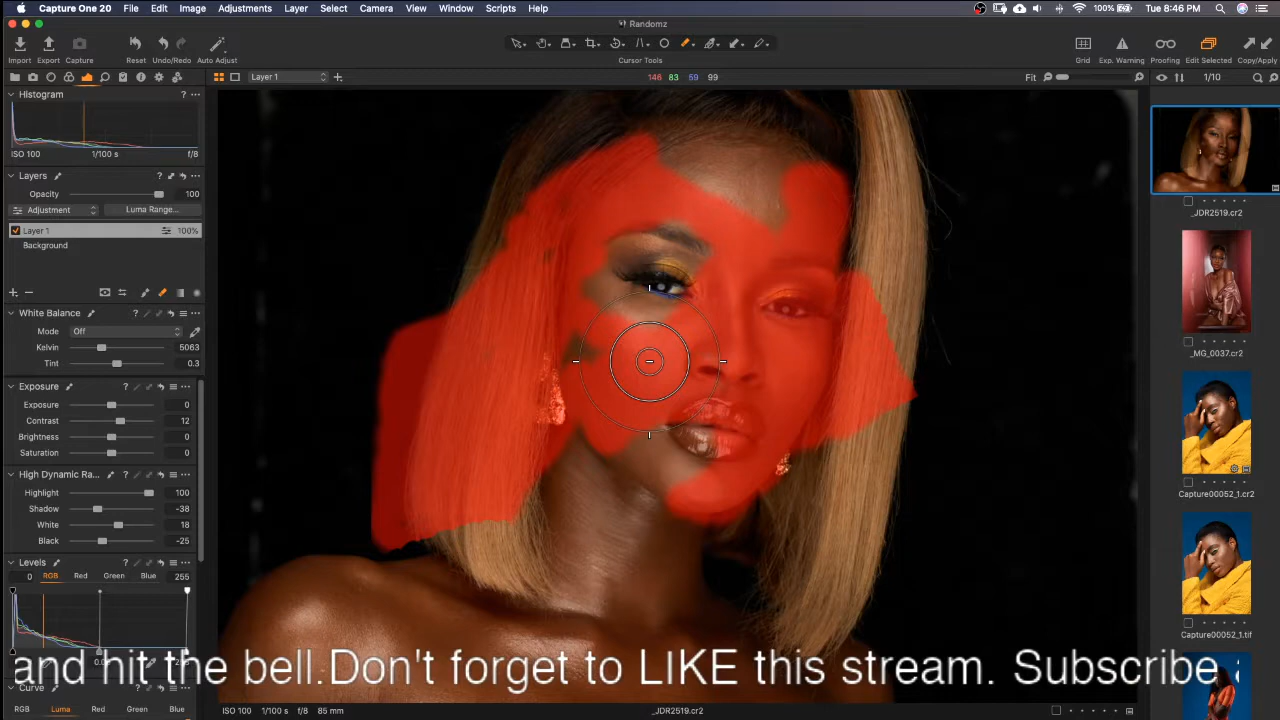 Capture One 20 File Edit Image Adjustments Layer Select Camera View Window Scripts Help 100% Tue 8:46 PM
Randomz
Import Export Capture Reset Undo/Redo Auto Adjust Cursor Tools Grid Exp. Warning Proofing Edit Selected Copy/Apply
Layer 1 146 83 59 99 Fit 1/10
Histogram ?
ISO 100 1/100 s f/8
Layers ?
Opacity 100
Adjustment Luma Range...
Layer 1 100%
Background
White Balance ?
Mode Off
Kelvin 5063
Tint 0.3
Exposure ?
Exposure 0
Contrast 12
Brightness 0
Saturation 0
High Dynamic Ra... ?
Highlight 100
Shadow -38
White 18
Black -25
Levels ?
0 RGB Red Green Blue 255
Curve ?
RGB Luma Red Green Blue
_JDR2519.cr2
_MG_0037.cr2
Capture00052_1.cr2
Capture00052_1.tif
and hit the bell.Don't forget to LIKE this stream. Subscribe
ISO 100 1/100 s f/8 85 mm _JDR2519.cr2